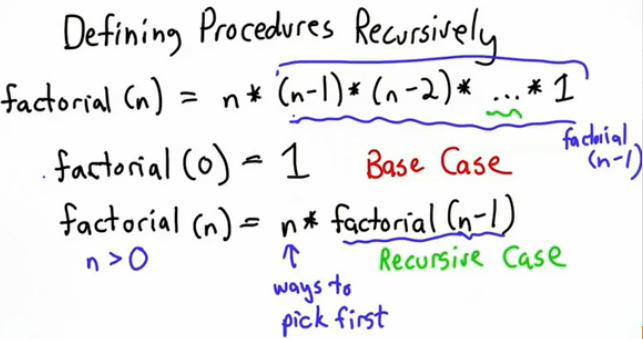 Defining Procedures Recursively
factorial (n) = n * (n-1) * (n-2) * ... * 1
factorial
(n-1)
factorial (0) = 1 Base Case
factorial (n) = n * factorial (n-1)
n > 0 ↑ Recursive Case
ways to
pick first